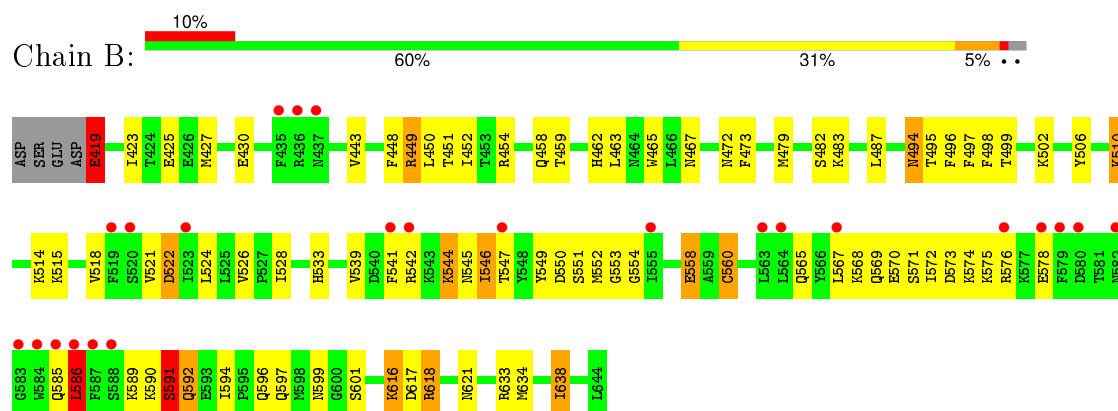 10%
Chain B:
60% 31% 5% • •
ASP SER GLU ASP E419 I423 T424 E425 E426 M427 E430 F435 R436 N437 V443 F448 R449 L450 T451 I452 T453 R454 Q458 T459 H462 L463 N464 W465 L466 N467 N472 F473 M479 S482 K483 L487 N494 T495 F496 F497 F498 T499 K502 Y506 K510
K514 K515 V518 F519 S520 V521 D522 I523 L524 L525 V526 P527 I528 H533 V539 D540 F541 R542 K543 K544 N545 I546 T547 Y548 Y549 D550 S551 M552 G553 G554 I555 E558 A559 C560 L563 L564 Q565 Y566 L567 K568 Q569 E570 S571 I572 D573 K574 K575 R576 K577 E578 F579 D580 T581 N582
G583 W584 Q585 L586 F587 S588 K589 K590 S591 Q592 E593 I594 P595 Q596 Q597 M598 N599 G600 S601 K616 D617 R618 N621 R633 M634 I638 L644